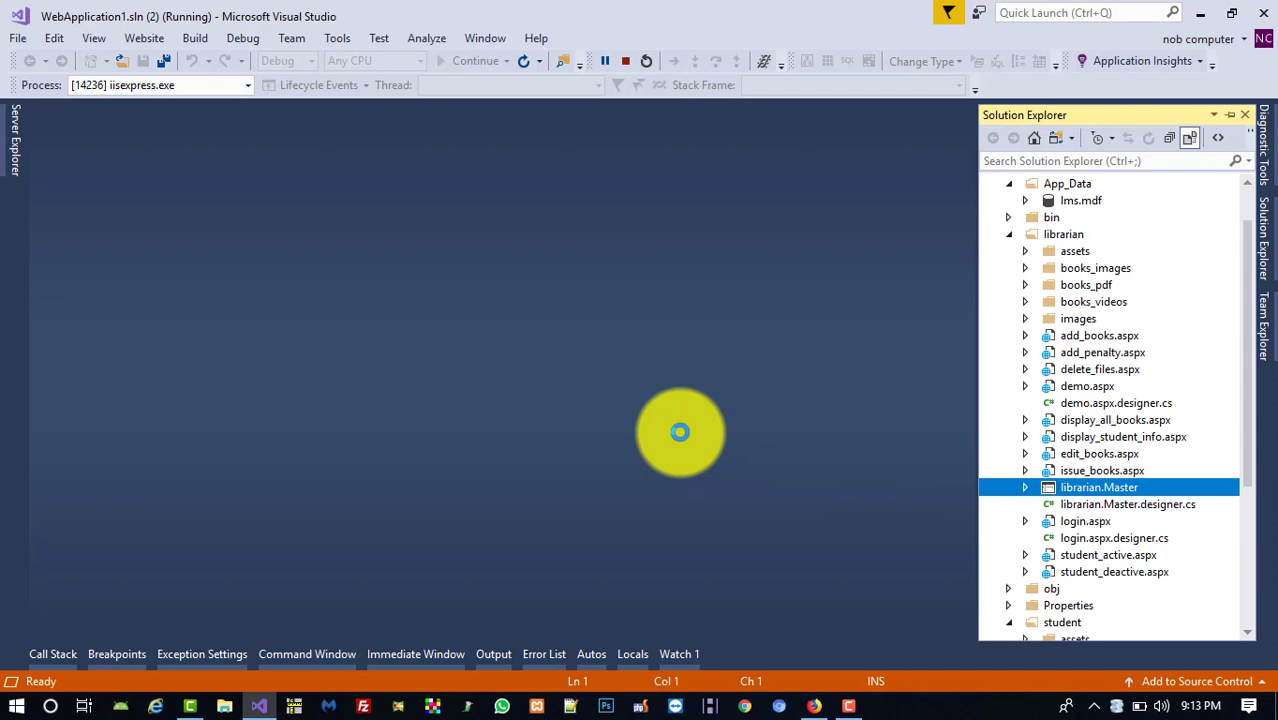 WebApplication1.sln (2) (Running) - Microsoft Visual Studio
Quick Launch (Ctrl+Q)
File Edit View Website Build Debug Team Tools Test Analyze Window Help
nob computer NC
Debug Any CPU Continue Change Type Application Insights
Process: [14236] iisexpress.exe Lifecycle Events Thread: Stack Frame:
Server Explorer
Solution Explorer
Search Solution Explorer (Ctrl+;)
App_Data
lms.mdf
bin
librarian
assets
books_images
books_pdf
books_videos
images
add_books.aspx
add_penalty.aspx
delete_files.aspx
demo.aspx
demo.aspx.designer.cs
display_all_books.aspx
display_student_info.aspx
edit_books.aspx
issue_books.aspx
librarian.Master
librarian.Master.designer.cs
login.aspx
login.aspx.designer.cs
student_active.aspx
student_deactive.aspx
obj
Properties
student
assets
Diagnostic Tools
Solution Explorer
Team Explorer
Call Stack Breakpoints Exception Settings Command Window Immediate Window Output Error List Autos Locals Watch 1
Ready Ln 1 Col 1 Ch 1 INS Add to Source Control
9:13 PM